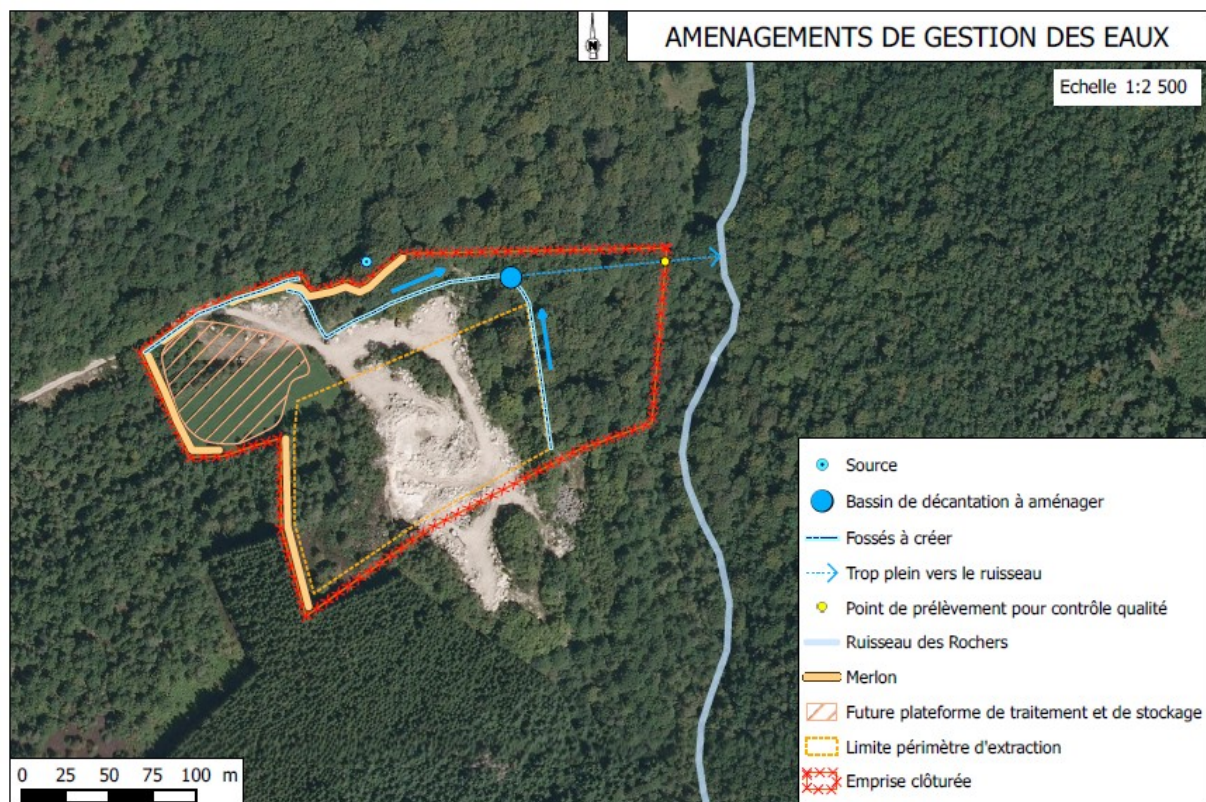 N
AMENAGEMENTS DE GESTION DES EAUX
Echelle 1:2 500
Source
Bassin de décantation à aménager
Fossés à créer
Trop plein vers le ruisseau
Point de prélèvement pour contrôle qualité
Ruisseau des Rochers
Merlon
Future plateforme de traitement et de stockage
Limite périmètre d'extraction
Emprise clôturée
0 25 50 75 100 m